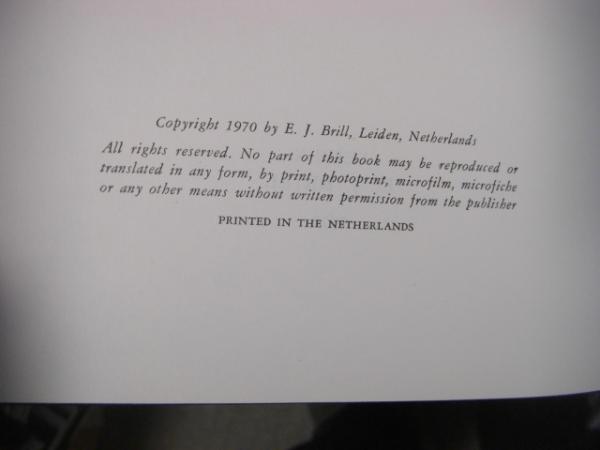 Copyright 1970 by E. J. Brill, Leiden, Netherlands
All rights reserved. No part of this book may be reproduced or
translated in any form, by print, photoprint, microfilm, microfiche
or any other means without written permission from the publisher
PRINTED IN THE NETHERLANDS